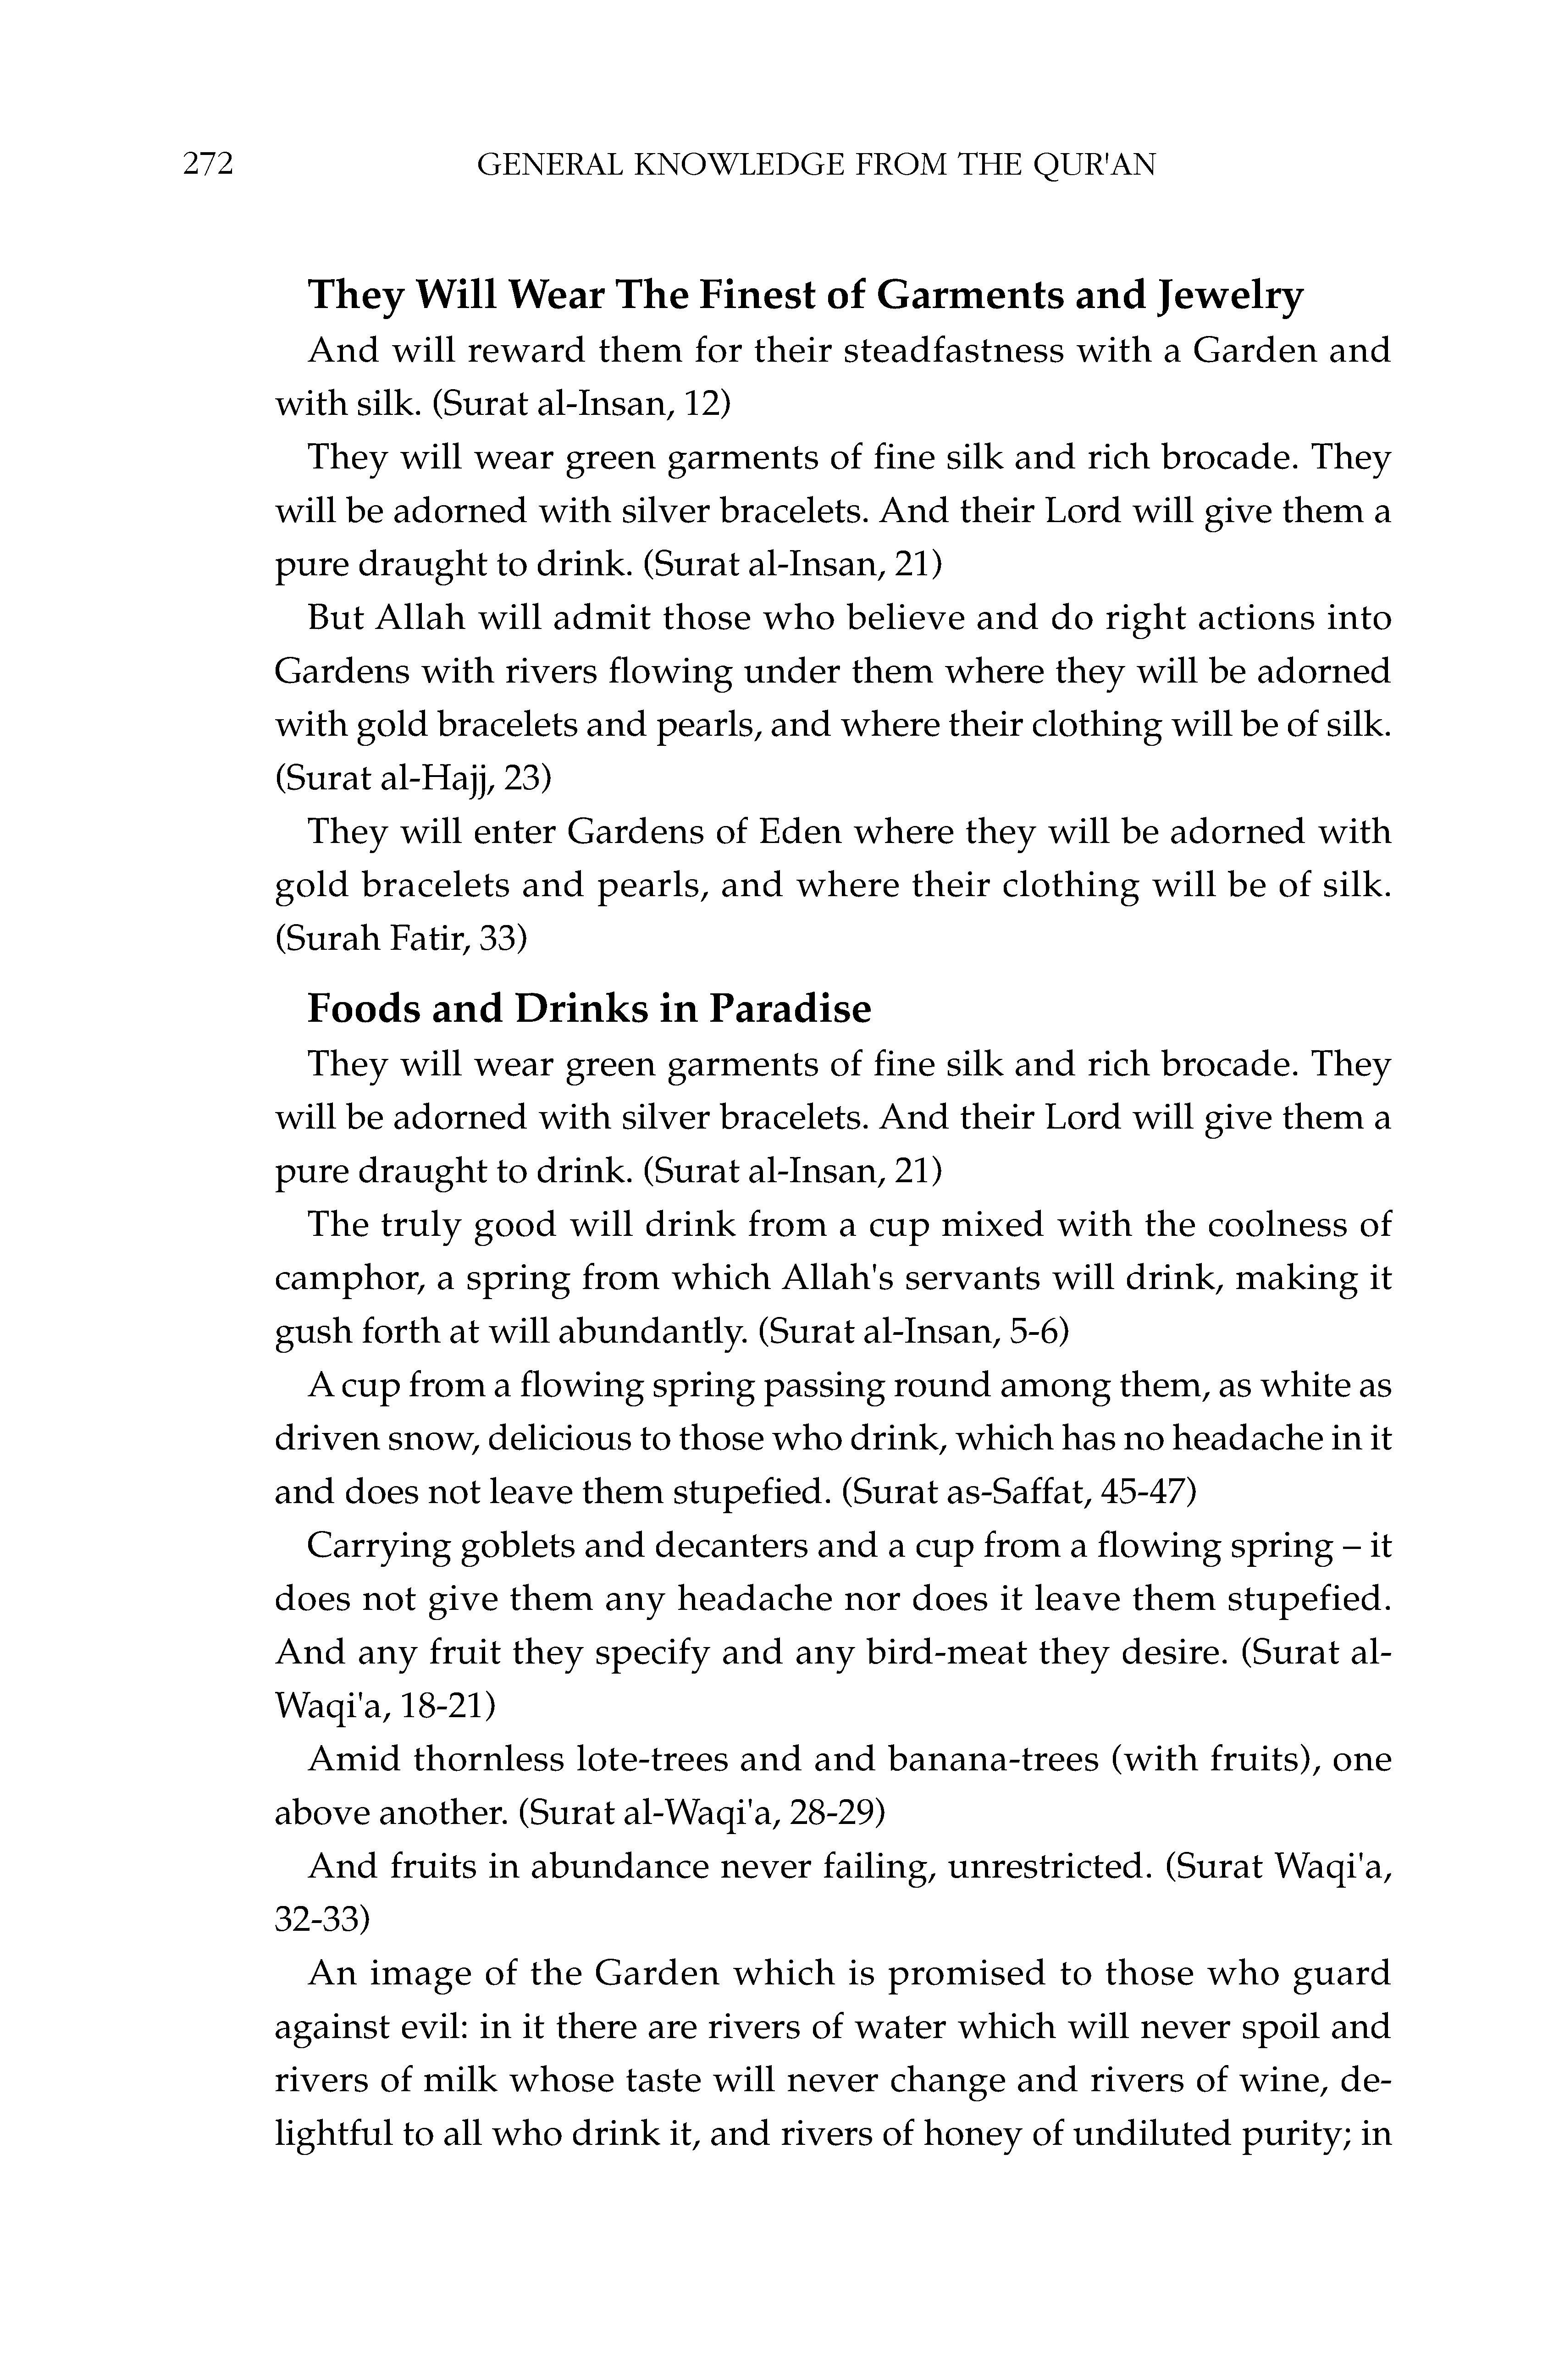 272 GENERAL KNOWLEDGE FROM THE QUR'AN
They Will Wear The Finest of Garments and Jewelry
And will reward them for their steadfastness with a Garden and
with silk. (Surat al-Insan, 12)
They will wear green garments of fine silk and rich brocade. They
will be adorned with silver bracelets. And their Lord will give them a
pure draught to drink. (Surat al-Insan, 21)
But Allah will admit those who believe and do right actions into
Gardens with rivers flowing under them where they will be adorned
with gold bracelets and pearls, and where their clothing will be of silk.
(Surat al-Hajj, 23)
They will enter Gardens of Eden where they will be adorned with
gold bracelets and pearls, and where their clothing will be of silk.
(Surah Fatir, 33)
Foods and Drinks in Paradise
They will wear green garments of fine silk and rich brocade. They
will be adorned with silver bracelets. And their Lord will give them a
pure draught to drink. (Surat al-Insan, 21)
The truly good will drink from a cup mixed with the coolness of
camphor, a spring from which Allah's servants will drink, making it
gush forth at will abundantly. (Surat al-Insan, 5-6)
A cup from a flowing spring passing round among them, as white as
driven snow, delicious to those who drink, which has no headache in it
and does not leave them stupefied. (Surat as-Saffat, 45-47)
Carrying goblets and decanters and a cup from a flowing spring – it
does not give them any headache nor does it leave them stupefied.
And any fruit they specify and any bird-meat they desire. (Surat al-
Waqi'a, 18-21)
Amid thornless lote-trees and and banana-trees (with fruits), one
above another. (Surat al-Waqi'a, 28-29)
And fruits in abundance never failing, unrestricted. (Surat Waqi'a,
32-33)
An image of the Garden which is promised to those who guard
against evil: in it there are rivers of water which will never spoil and
rivers of milk whose taste will never change and rivers of wine, de-
lightful to all who drink it, and rivers of honey of undiluted purity; in